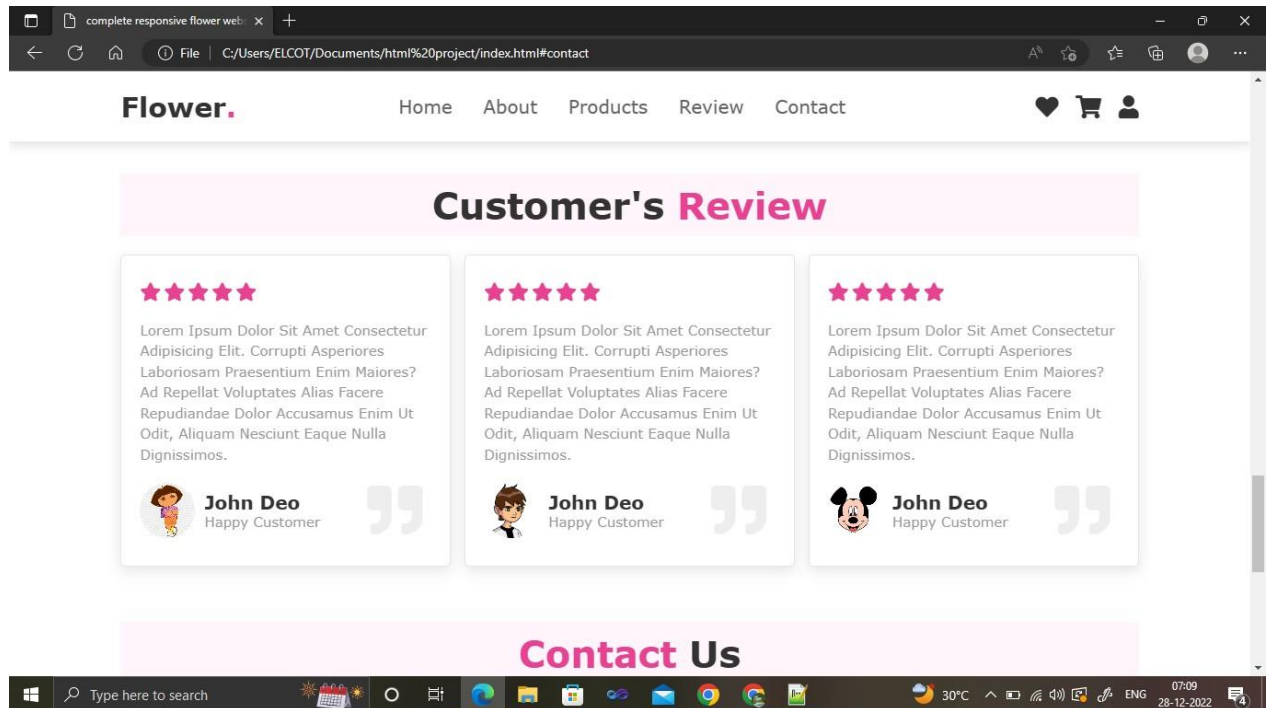 complete responsive flower web
File | C:/Users/ELCOT/Documents/html%20project/index.html#contact
Flower. Home About Products Review Contact
Customer's Review
Lorem Ipsum Dolor Sit Amet Consectetur
Adipisicing Elit. Corrupti Asperiores
Laboriosam Praesentium Enim Maiores?
Ad Repellat Voluptates Alias Facere
Repudiandae Dolor Accusamus Enim Ut
Odit, Aliquam Nesciunt Eaque Nulla
Dignissimos.
John Deo
Happy Customer
Lorem Ipsum Dolor Sit Amet Consectetur
Adipisicing Elit. Corrupti Asperiores
Laboriosam Praesentium Enim Maiores?
Ad Repellat Voluptates Alias Facere
Repudiandae Dolor Accusamus Enim Ut
Odit, Aliquam Nesciunt Eaque Nulla
Dignissimos.
John Deo
Happy Customer
Lorem Ipsum Dolor Sit Amet Consectetur
Adipisicing Elit. Corrupti Asperiores
Laboriosam Praesentium Enim Maiores?
Ad Repellat Voluptates Alias Facere
Repudiandae Dolor Accusamus Enim Ut
Odit, Aliquam Nesciunt Eaque Nulla
Dignissimos.
John Deo
Happy Customer
Contact Us
Type here to search
30°C
ENG
07:09
28-12-2022
4